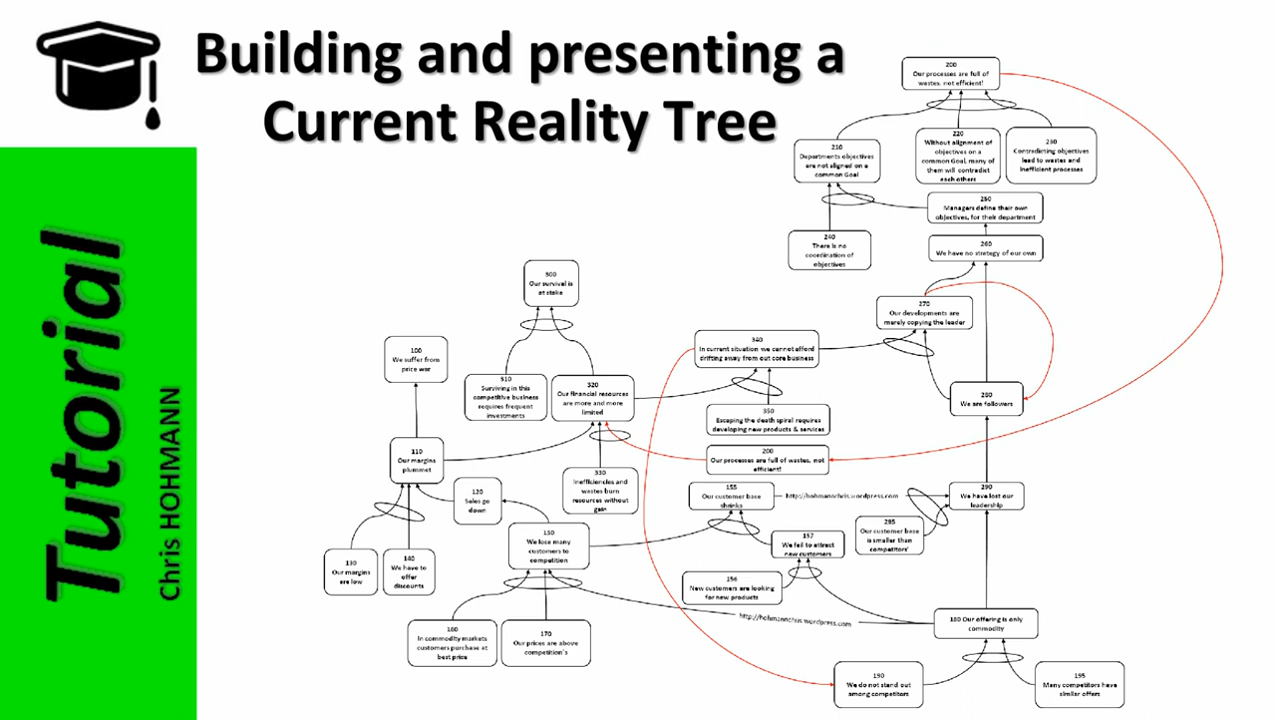 Building and presenting a
Current Reality Tree
Tutorial
Chris HOHMANN
200
Our processes are full of
wastes, not efficient!
210
Departments objectives
are not aligned on a
common Goal
220
Without alignment of
objectives on a
common Goal, many of
them will contradict
each others
230
Contradicting objectives
lead to wastes and
inefficient processes
250
Managers define their own
objectives, for their department
240
There is no
coordination of
objectives
260
We have no strategy of our own
270
Our developments are
merely copying the leader
300
Our survival is
at stake
340
In current situation we cannot afford
drifting away from out core business
100
We suffer from
price war
310
Surviving in this
competitive business
requires frequent
investments
320
Our financial resources
are more and more
limited
280
We are followers
350
Escaping the death spiral requires
developing new products & services
110
Our margins
plummet
200
Our processes are full of wastes, not
efficient!
330
Inefficiencies and
wastes burn
resources without
gain
120
Sales go
down
155
Our customer base
shrinks
http://hohmannchris.wordpress.com
290
We have lost our
leadership
295
Our customer base
is smaller than
competitors'
150
We lose many
customers to
competition
157
We fail to attract
new customers
130
Our margins
are low
140
We have to
offer
discounts
156
New customers are looking
for new products
http://hohmannchris.wordpress.com
180 Our offering is only
commodity
160
In commodity markets
customers purchase at
best price
170
Our prices are above
competition's
190
We do not stand out
among competitors
195
Many competitors have
similar offers